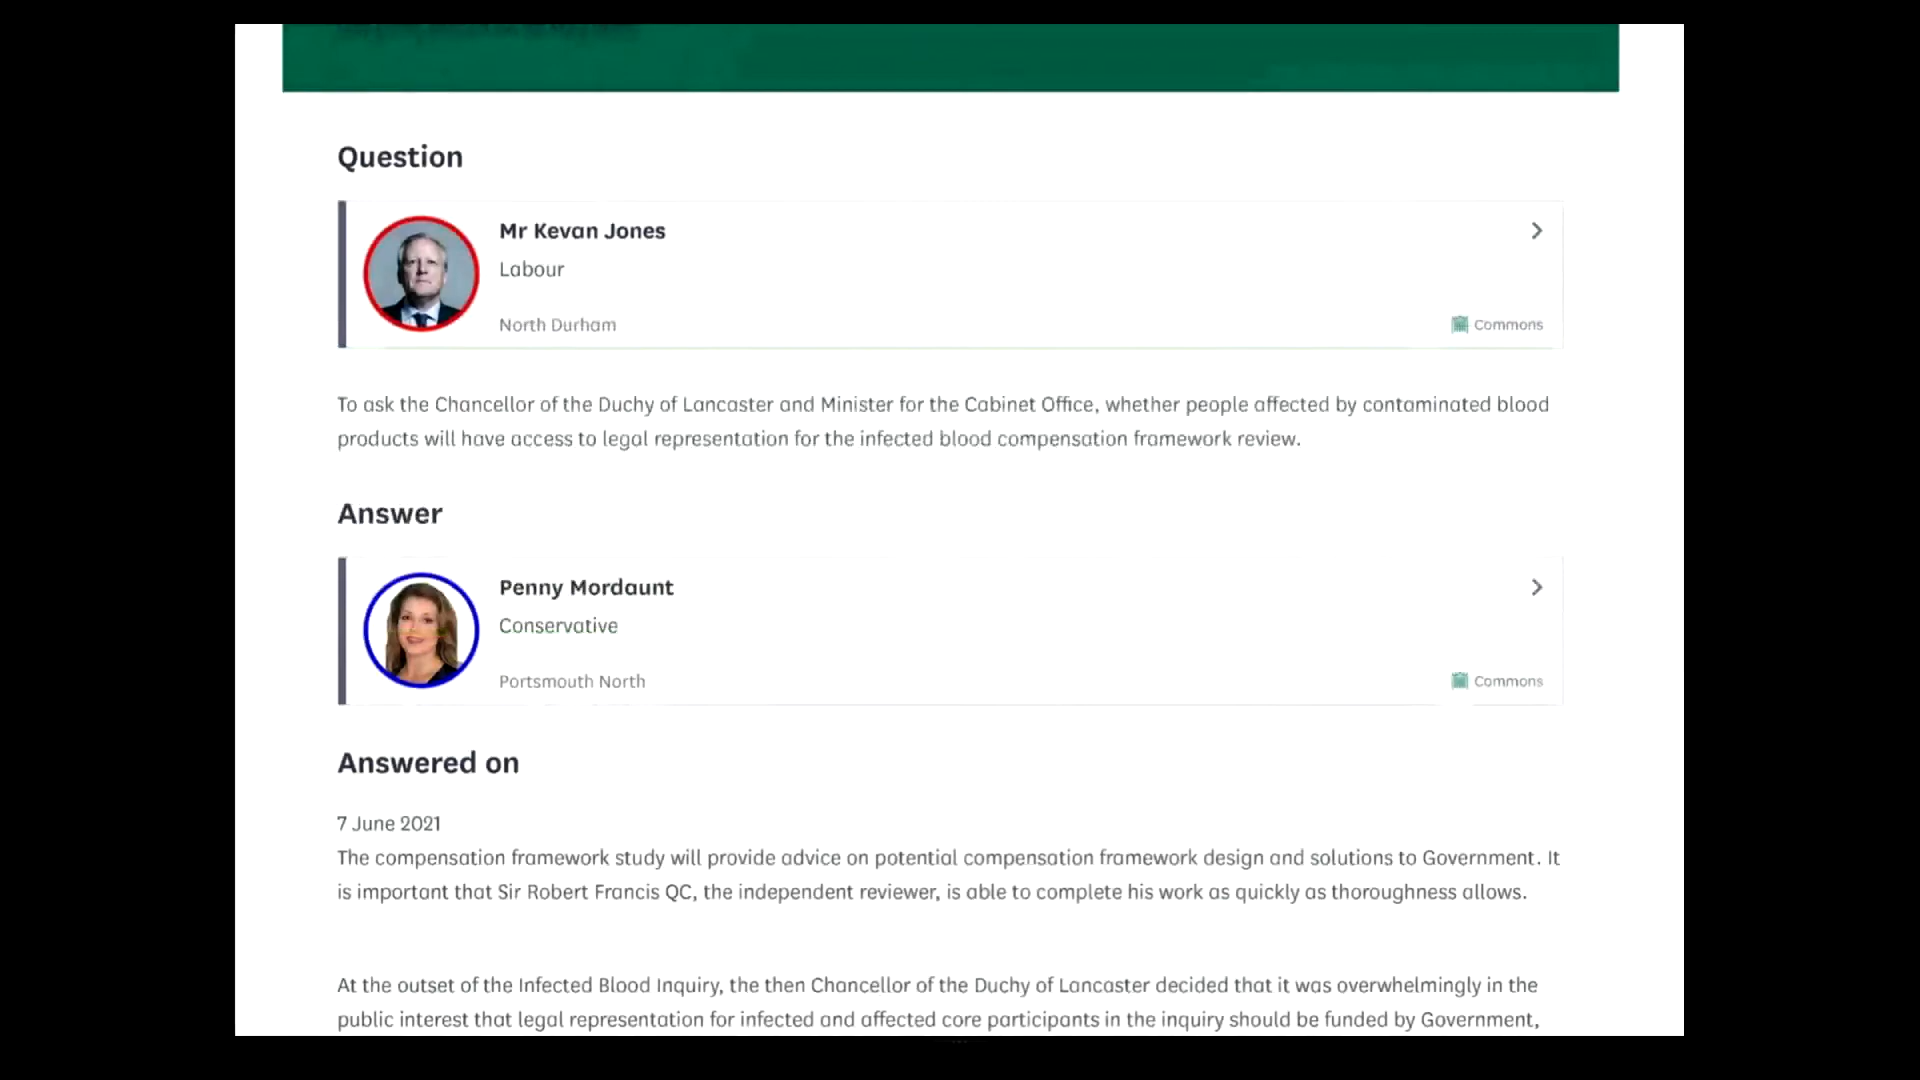 Question
Mr Kevan Jones
Labour
North Durham
Commons
To ask the Chancellor of the Duchy of Lancaster and Minister for the Cabinet Office, whether people affected by contaminated blood
products will have access to legal representation for the infected blood compensation framework review.
Answer
Penny Mordaunt
Conservative
Portsmouth North
Commons
Answered on
7 June 2021
The compensation framework study will provide advice on potential compensation framework design and solutions to Government. It
is important that Sir Robert Francis QC, the independent reviewer, is able to complete his work as quickly as thoroughness allows.
At the outset of the Infected Blood Inquiry, the then Chancellor of the Duchy of Lancaster decided that it was overwhelmingly in the
public interest that legal representation for infected and affected core participants in the inquiry should be funded by Government,